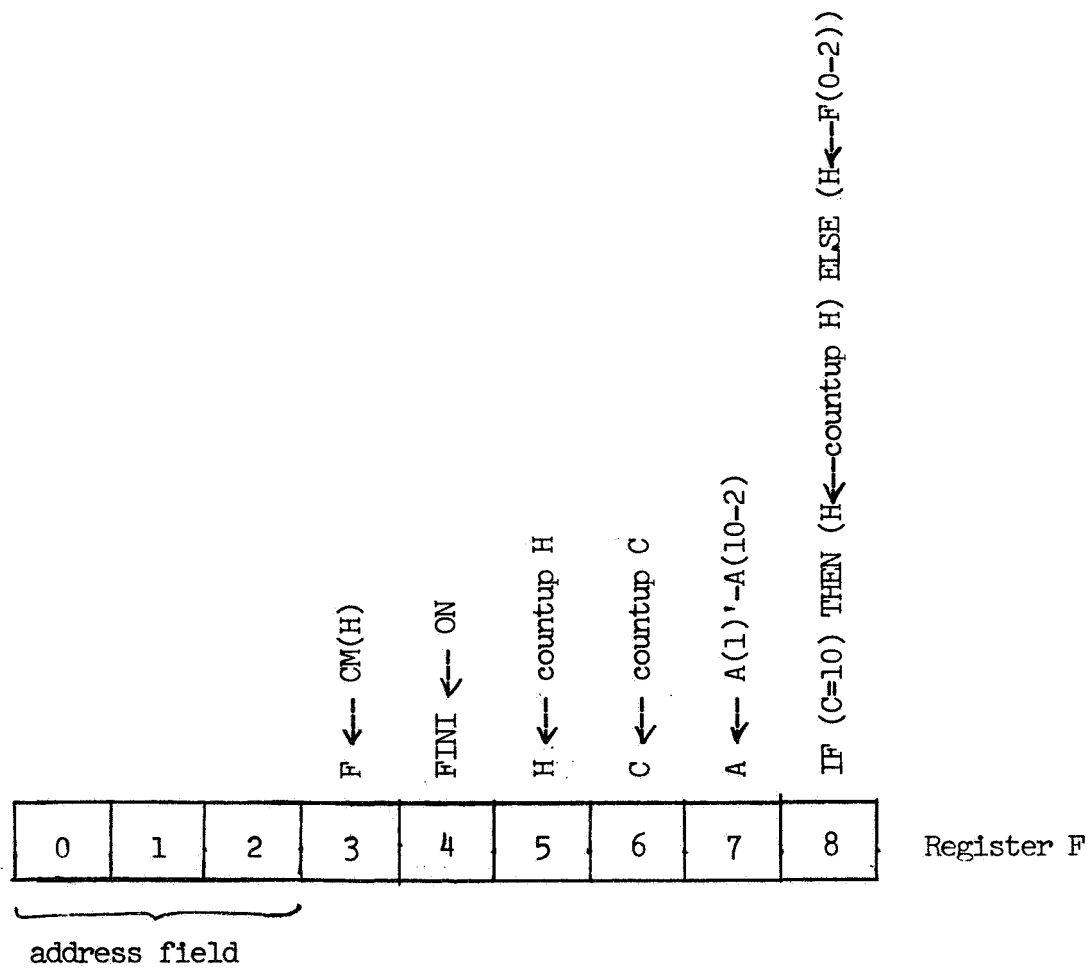 F ← CM(H)
FINI ← ON
H ← countup H
C ← countup C
A ← A(1)'-A(10-2)
IF (C=10) THEN (H←countup H) ELSE (H←F(0-2))
0 1 2 3 4 5 6 7 8 Register F
address field